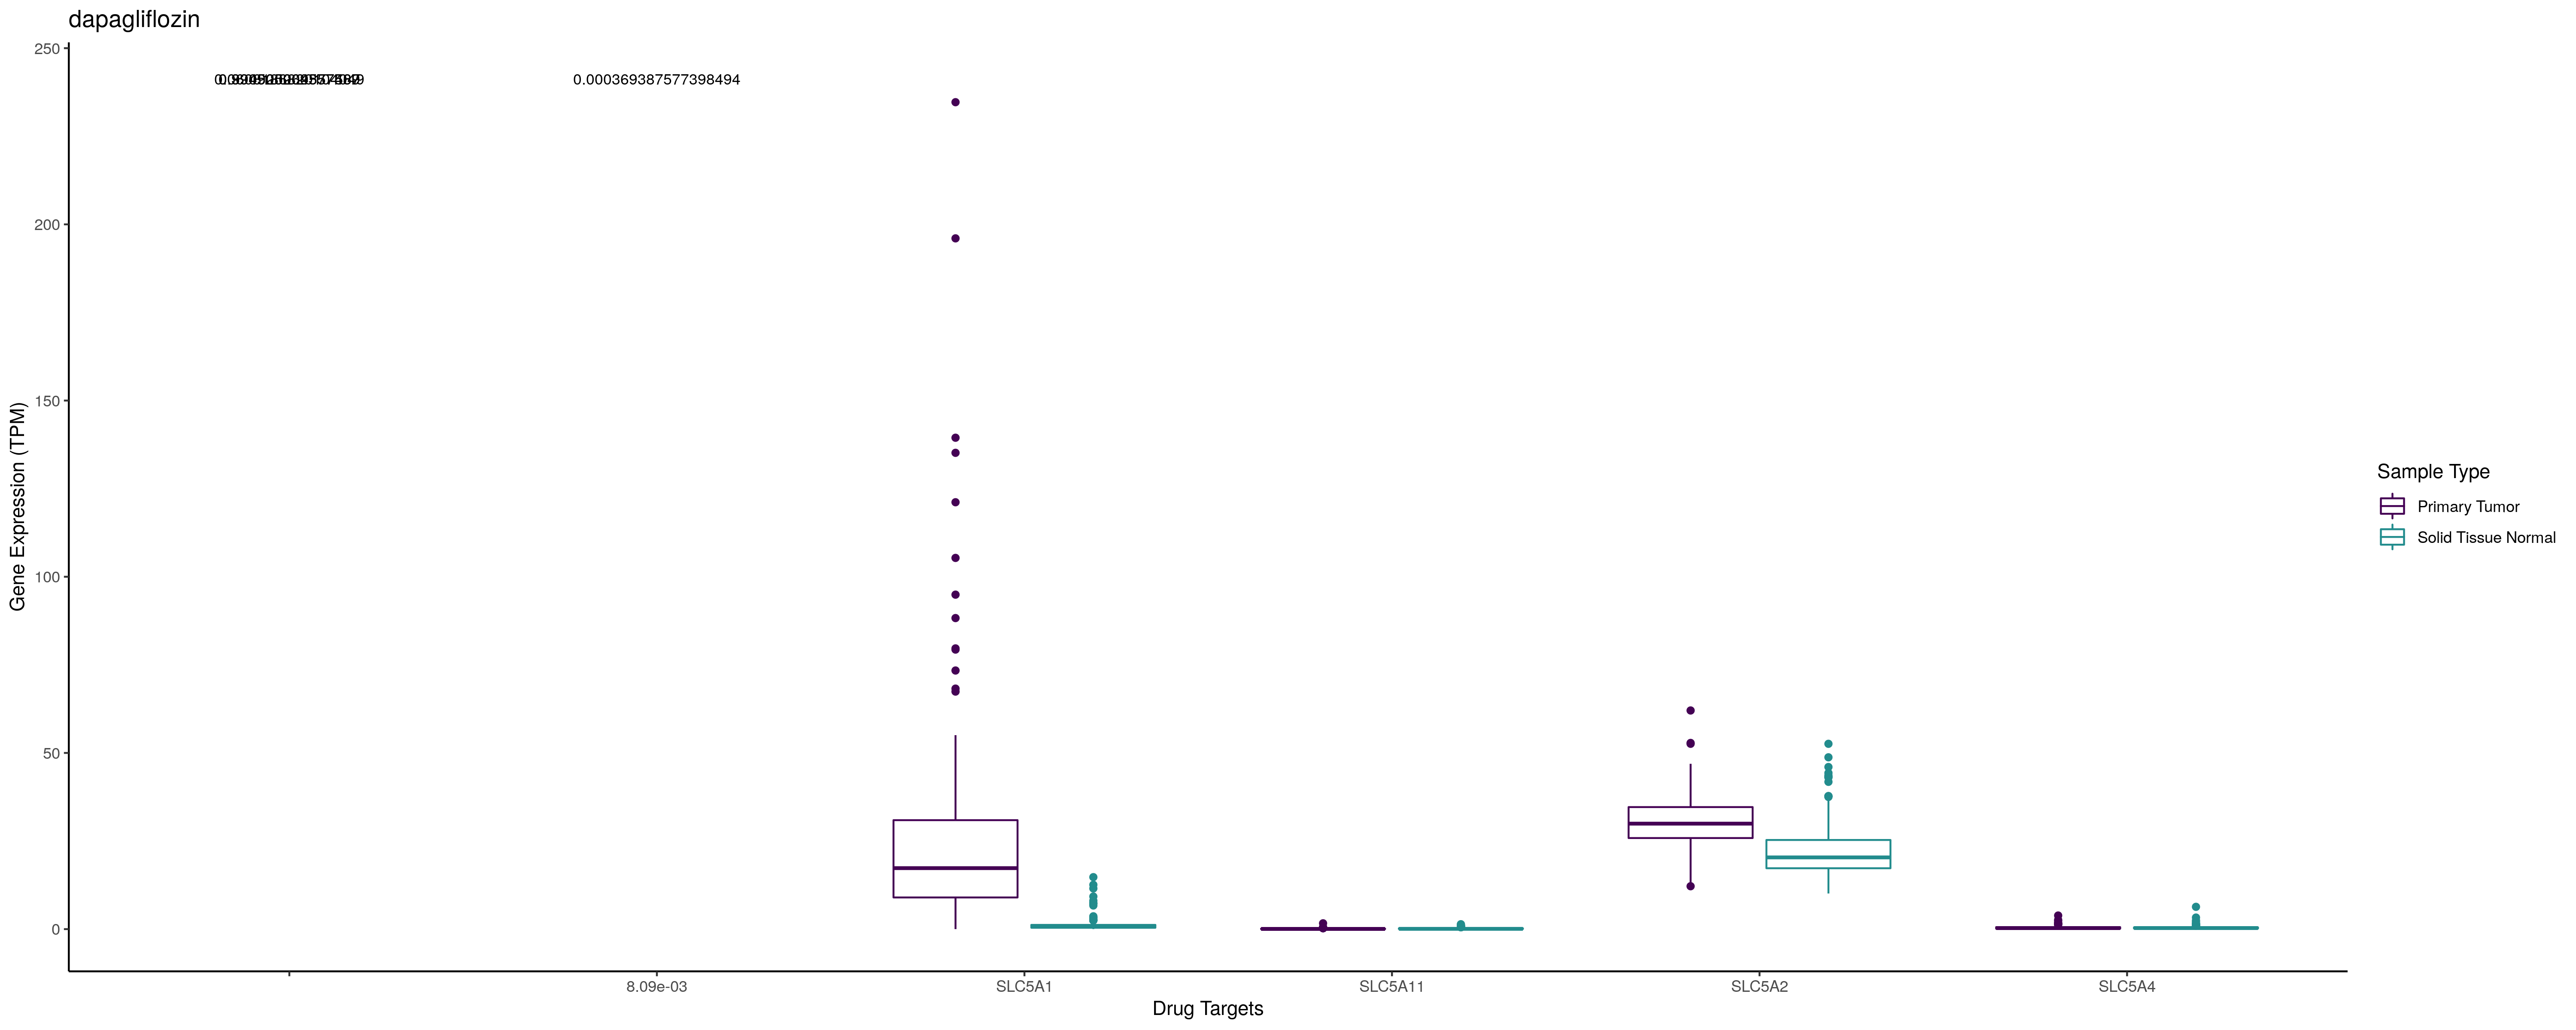 dapagliflozin
250
0.000369387577398494
200
150
100
50
0
Gene Expression (TPM)
8.09e-03
SLC5A1
SLC5A11
SLC5A2
SLC5A4
Drug Targets
Sample Type
Primary Tumor
Solid Tissue Normal